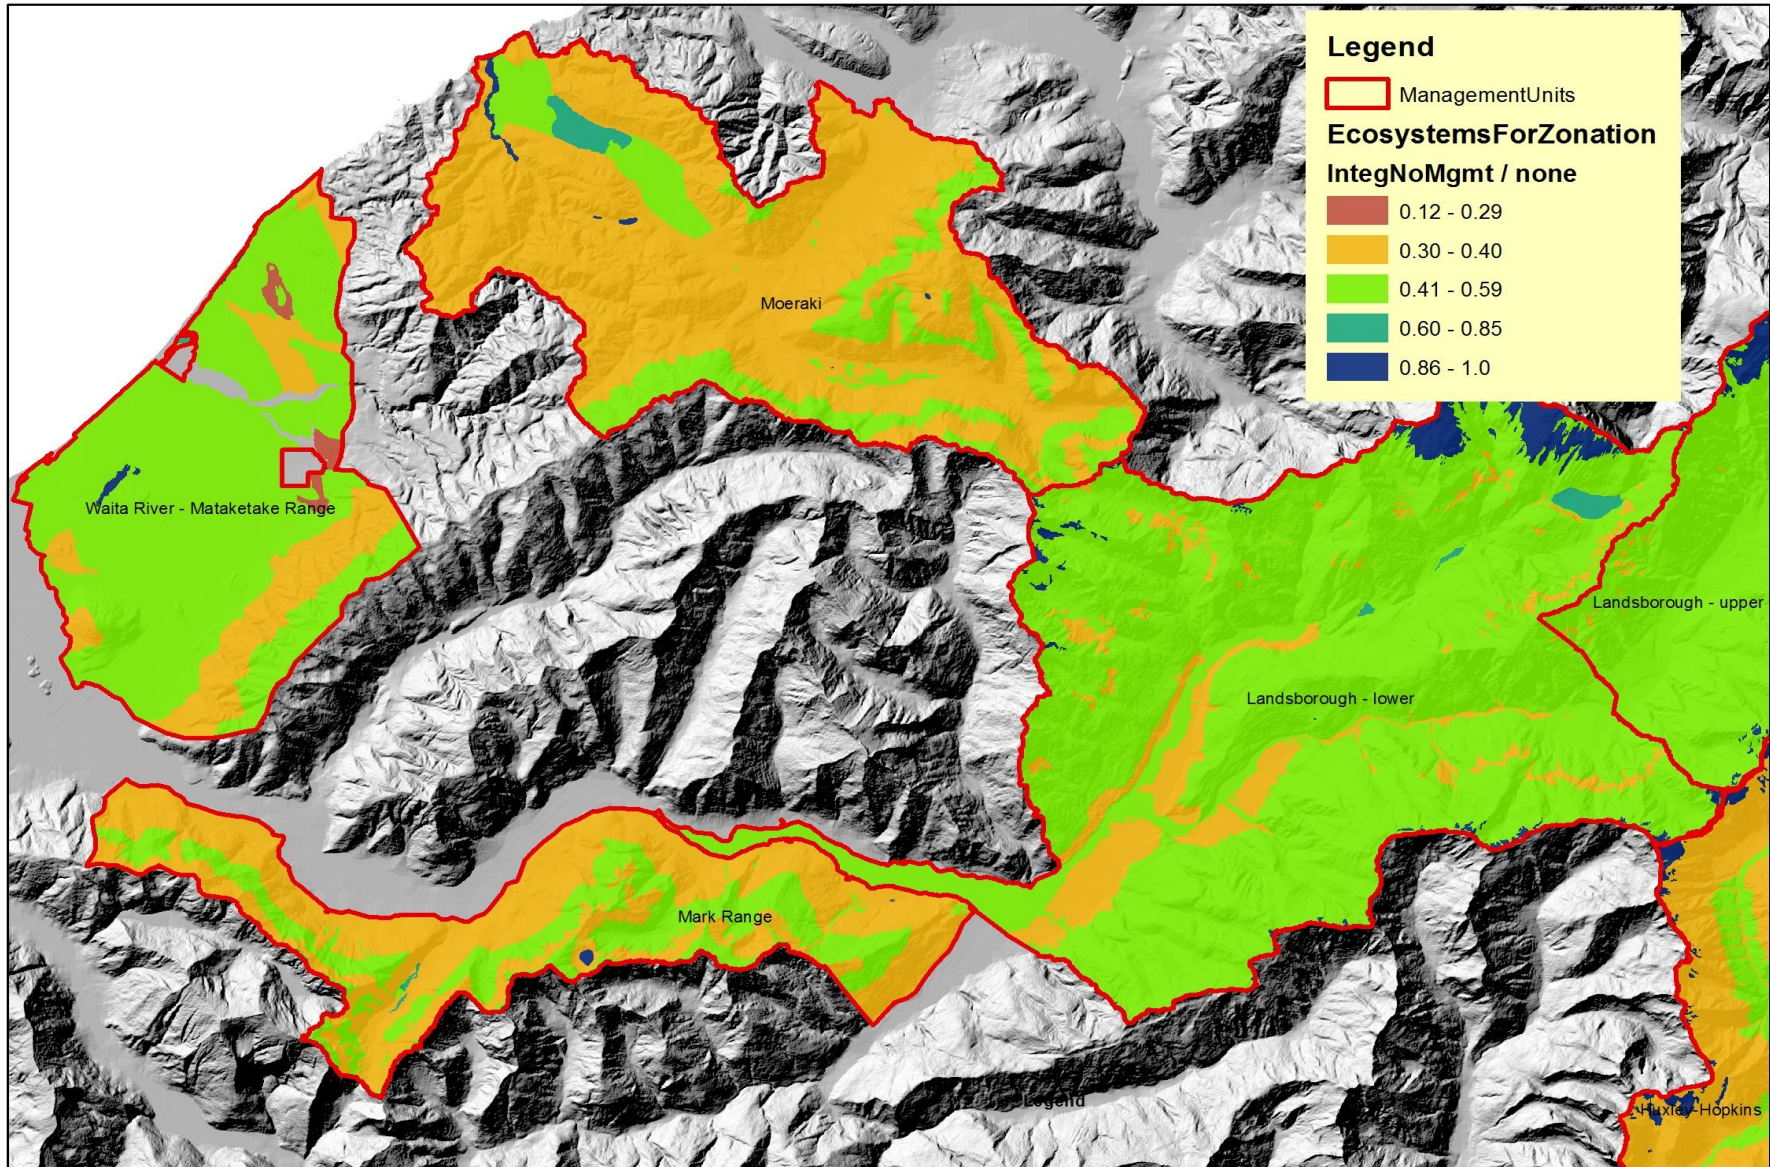 Legend
ManagementUnits
EcosystemsForZonation
IntegNoMgmt / none
0.12 - 0.29
0.30 - 0.40
0.41 - 0.59
0.60 - 0.85
0.86 - 1.0
Moeraki
Waita River - Mataketake Range
Landsborough - upper
Landsborough - lower
Mark Range
Legend
Huxley-Hopkins